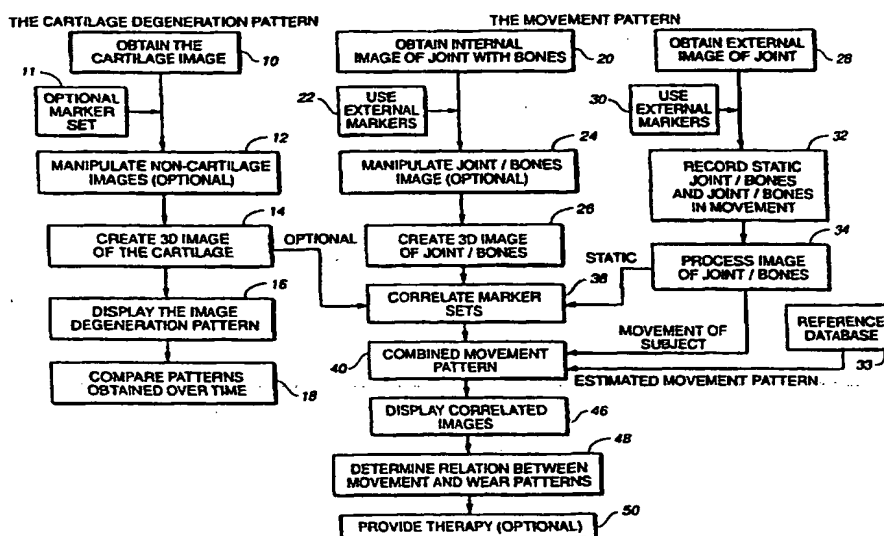 THE CARTILAGE DEGENERATION PATTERN
OBTAIN THE
CARTILAGE IMAGE
10
11
OPTIONAL
MARKER
SET
12
MANIPULATE NON-CARTILAGE
IMAGES (OPTIONAL)
14
CREATE 3D IMAGE
OF THE CARTILAGE
OPTIONAL
16
DISPLAY THE IMAGE
DEGENERATION PATTERN
COMPARE PATTERNS
OBTAINED OVER TIME
18
THE MOVEMENT PATTERN
OBTAIN INTERNAL
IMAGE OF JOINT WITH BONES
20
22
USE
EXTERNAL
MARKERS
24
MANIPULATE JOINT / BONES
IMAGE (OPTIONAL)
26
CREATE 3D IMAGE
OF JOINT / BONES
38
CORRELATE MARKER
SETS
40
COMBINED MOVEMENT
PATTERN
DISPLAY CORRELATED
IMAGES
46
48
DETERMINE RELATION BETWEEN
MOVEMENT AND WEAR PATTERNS
PROVIDE THERAPY (OPTIONAL)
50
OBTAIN EXTERNAL
IMAGE OF JOINT
28
30
USE
EXTERNAL
MARKERS
32
RECORD STATIC
JOINT / BONES
AND JOINT / BONES
IN MOVEMENT
34
STATIC
PROCESS IMAGE
OF JOINT / BONES
MOVEMENT OF
SUBJECT
REFERENCE
DATABASE
33
ESTIMATED MOVEMENT PATTERN